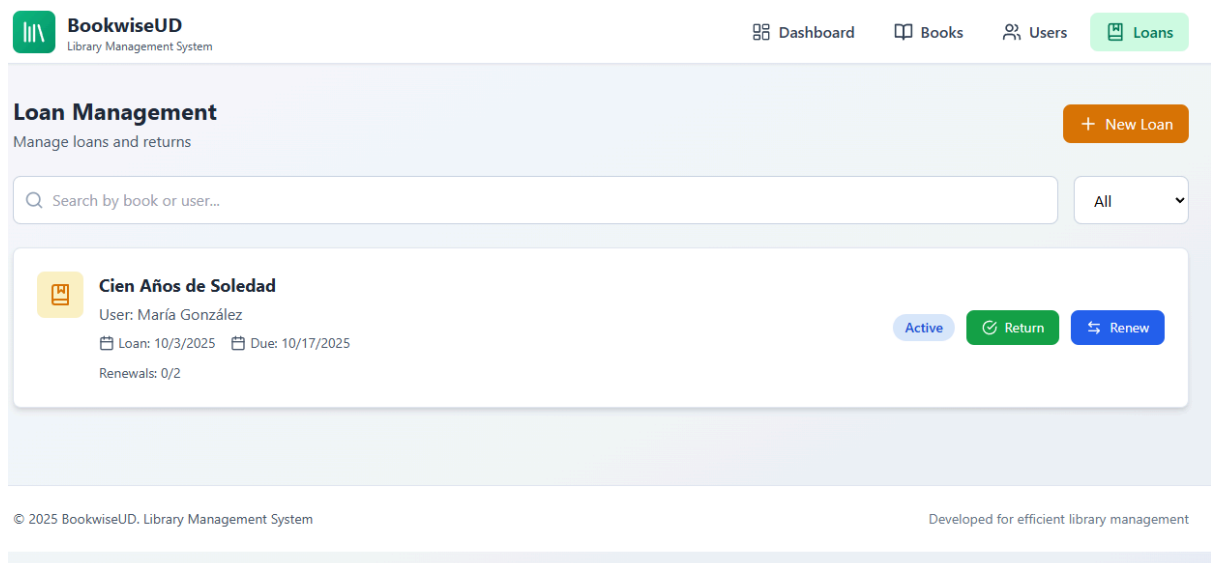 BookwiseUD
Library Management System
Dashboard
Books
Users
Loans
Loan Management
Manage loans and returns
New Loan
Search by book or user...
All
Cien Años de Soledad
User: María González
Loan: 10/3/2025 Due: 10/17/2025
Renewals: 0/2
Active
Return
Renew
© 2025 BookwiseUD. Library Management System
Developed for efficient library management